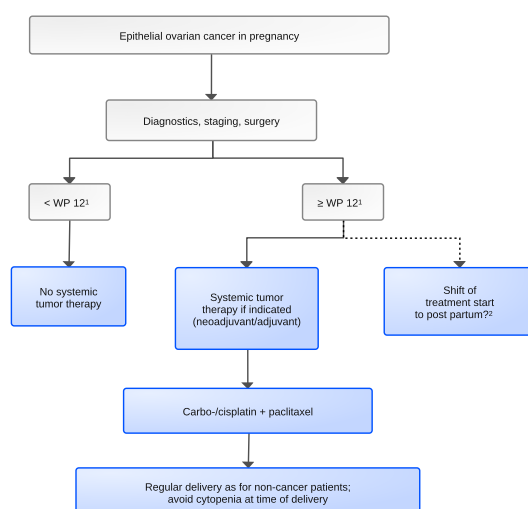 Epithelial ovarian cancer in pregnancy
Diagnostics, staging, surgery
< WP 12¹
≥ WP 12¹
No systemic
tumor therapy
Systemic tumor
therapy if indicated
(neoadjuvant/adjuvant)
Shift of
treatment start
to post partum?²
Carbo-/cisplatin + paclitaxel
Regular delivery as for non-cancer patients;
avoid cytopenia at time of delivery